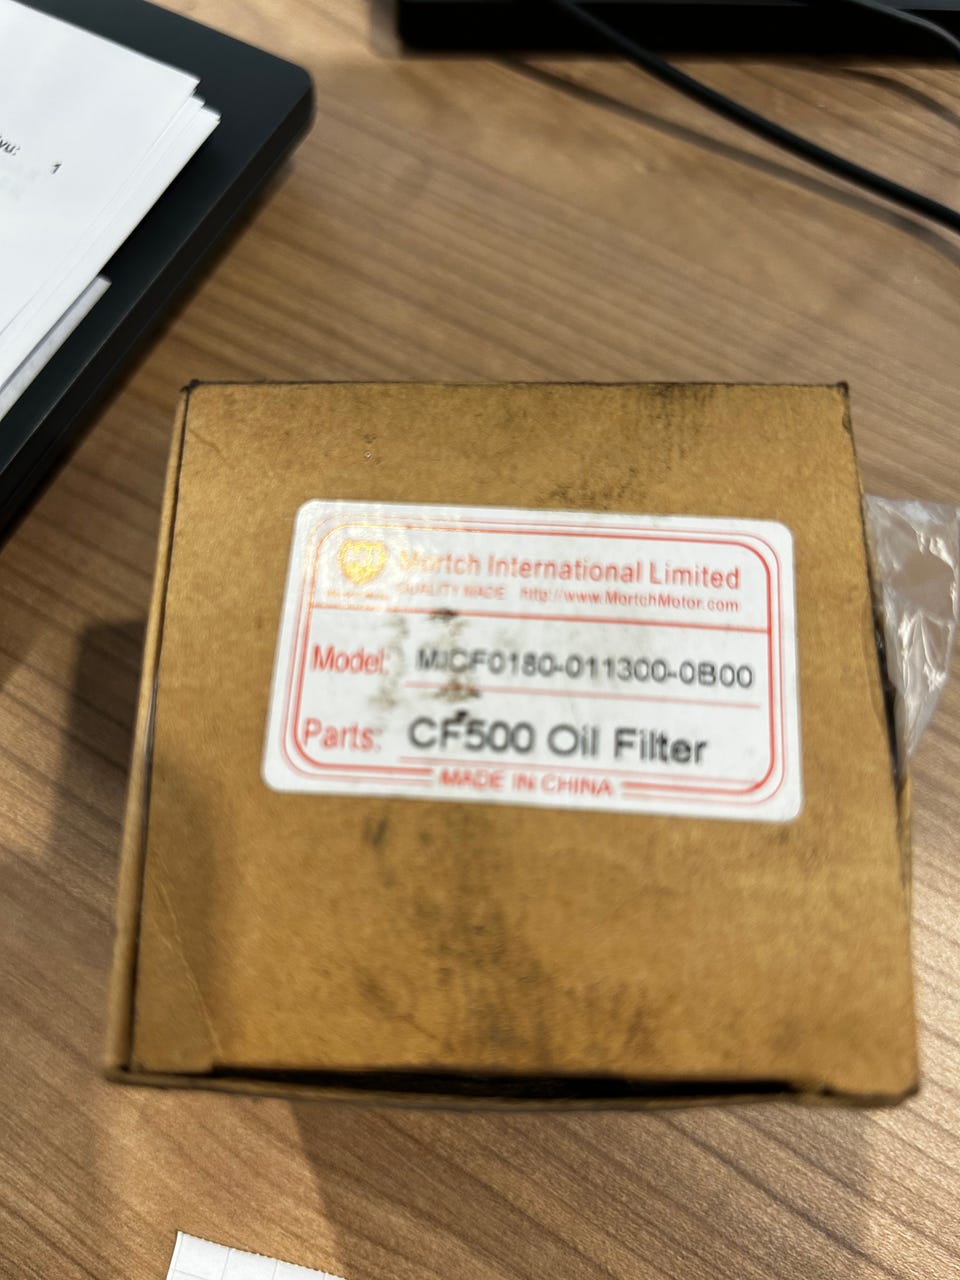 1
Mortch International Limited
QUALITY MADE http://www.MortchMotor.com
Model: MJCF0180-011300-0B00
Parts: CF500 Oil Filter
MADE IN CHINA